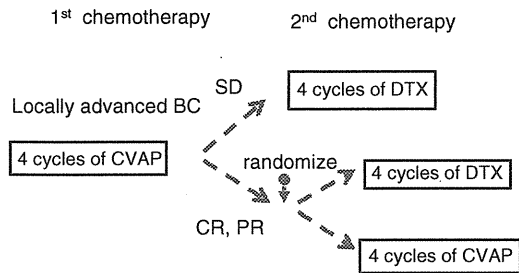 1st chemotherapy
2nd chemotherapy
SD
4 cycles of DTX
Locally advanced BC
4 cycles of CVAP
randomize
4 cycles of DTX
CR, PR
4 cycles of CVAP